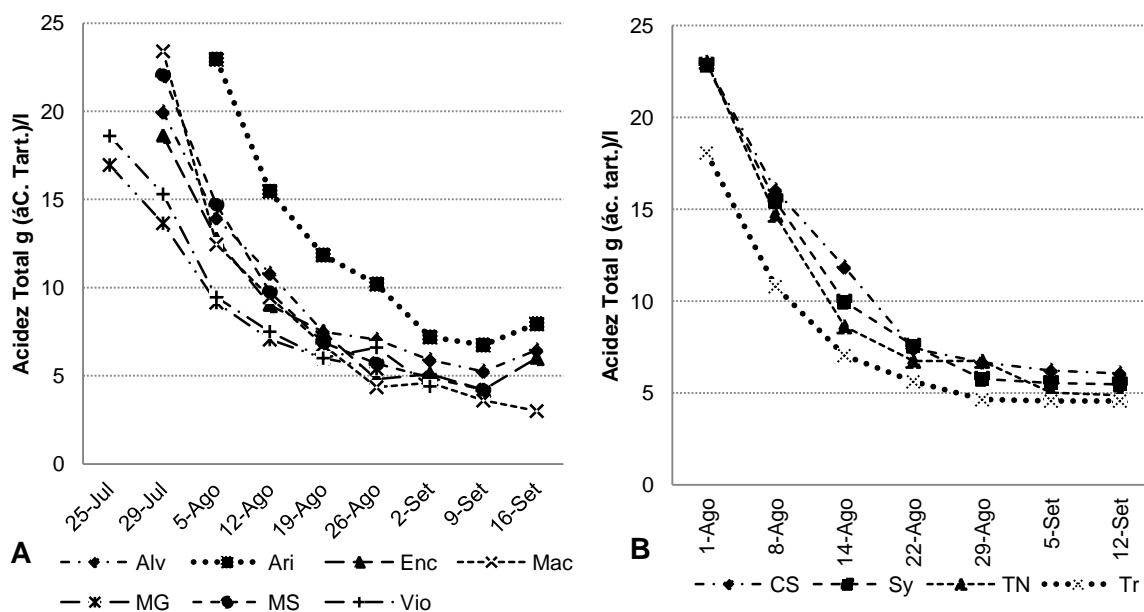 Acidez Total g (áC. Tart.)/l
25
20
15
10
5
0
25-Jul
29-Jul
5-Ago
12-Ago
19-Ago
26-Ago
2-Set
9-Set
16-Set
A
Alv Ari Enc Mac
MG MS Vio
Acidez Total g (ác. tart.)/l
25
20
15
10
5
0
1-Ago
8-Ago
14-Ago
22-Ago
29-Ago
5-Set
12-Set
B
CS Sy TN Tr